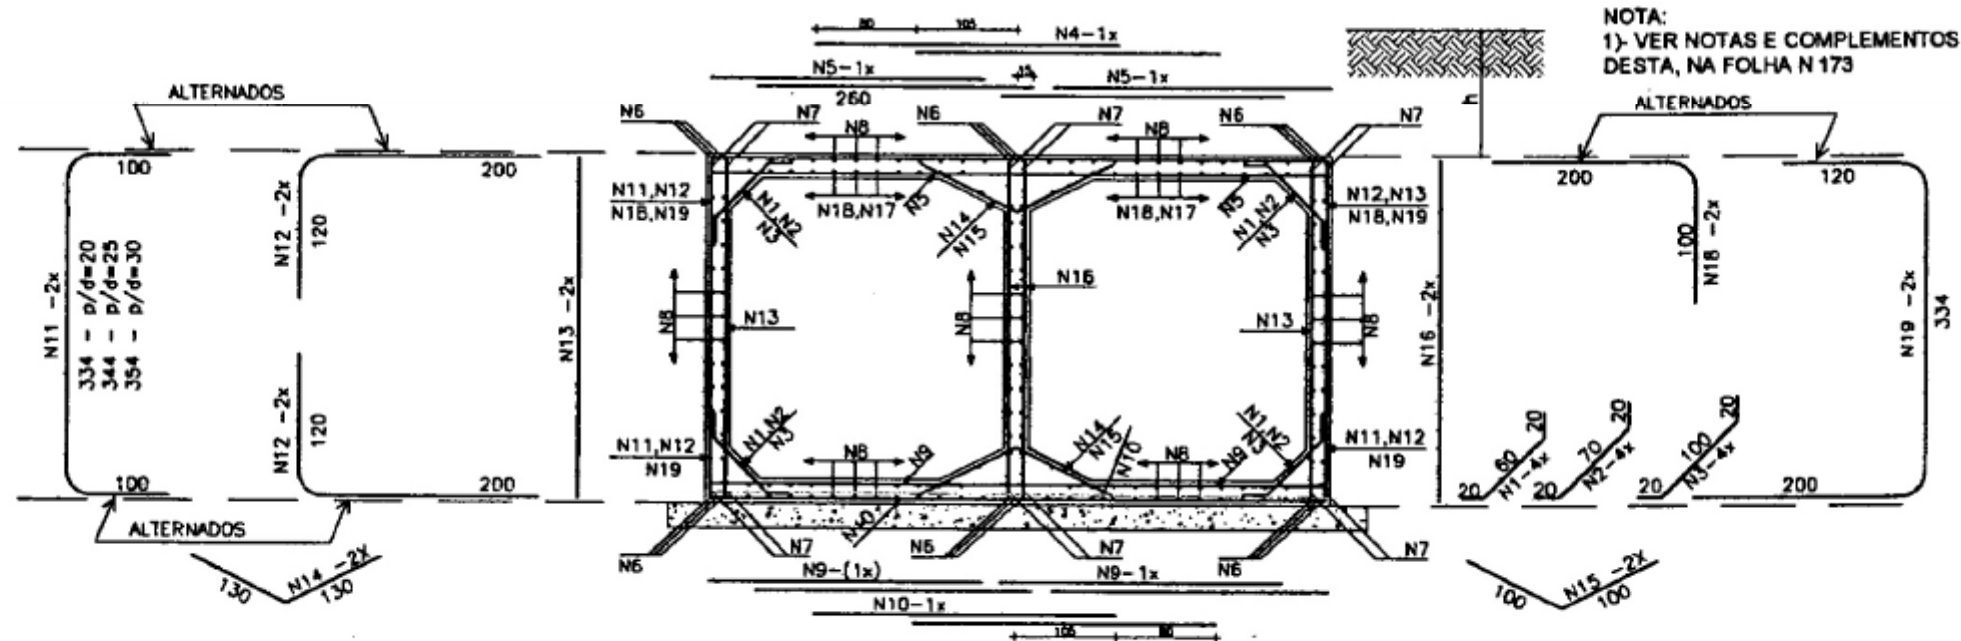 NOTA:
1)- VER NOTAS E COMPLEMENTOS
DESTA, NA FOLHA N 173
80 105
N4-1x
N5-1x 15 N5-1x
260
h
ALTERNADOS
ALTERNADOS
N6 N7 N8 N6 N7 N8 N6 N7
100
200
200
120
N11 -2x
334 - p/d=20
344 - p/d=25
354 - p/d=30
N12 -2x
120
N12 -2x
120
N13 -2x
N11,N12
N18,N19
N1,N2
N3
N18,N17
N5
N14
N15
N18,N17
N5
N1,N2
N3
N12,N13
N18,N19
N8
N13
N8
N16
N13
N8
N16 -2x
100
N18 -2x
N19 -2x
334
N11,N12
N19
N1,N2
N3
N8
N9
N14
N15
N10
N8
N9
N1,N2
N3
N11,N12
N19
20 60 20
N1-4x
20 70 20
N2-4x
20 100 20
N3-4x
200
100
200
ALTERNADOS
N10
N6 N7 N6 N7 N6 N7
130 N14 -2x
130
N9-(1x) N9-1x
N10-1x
105 80
100 N15 -2x
100